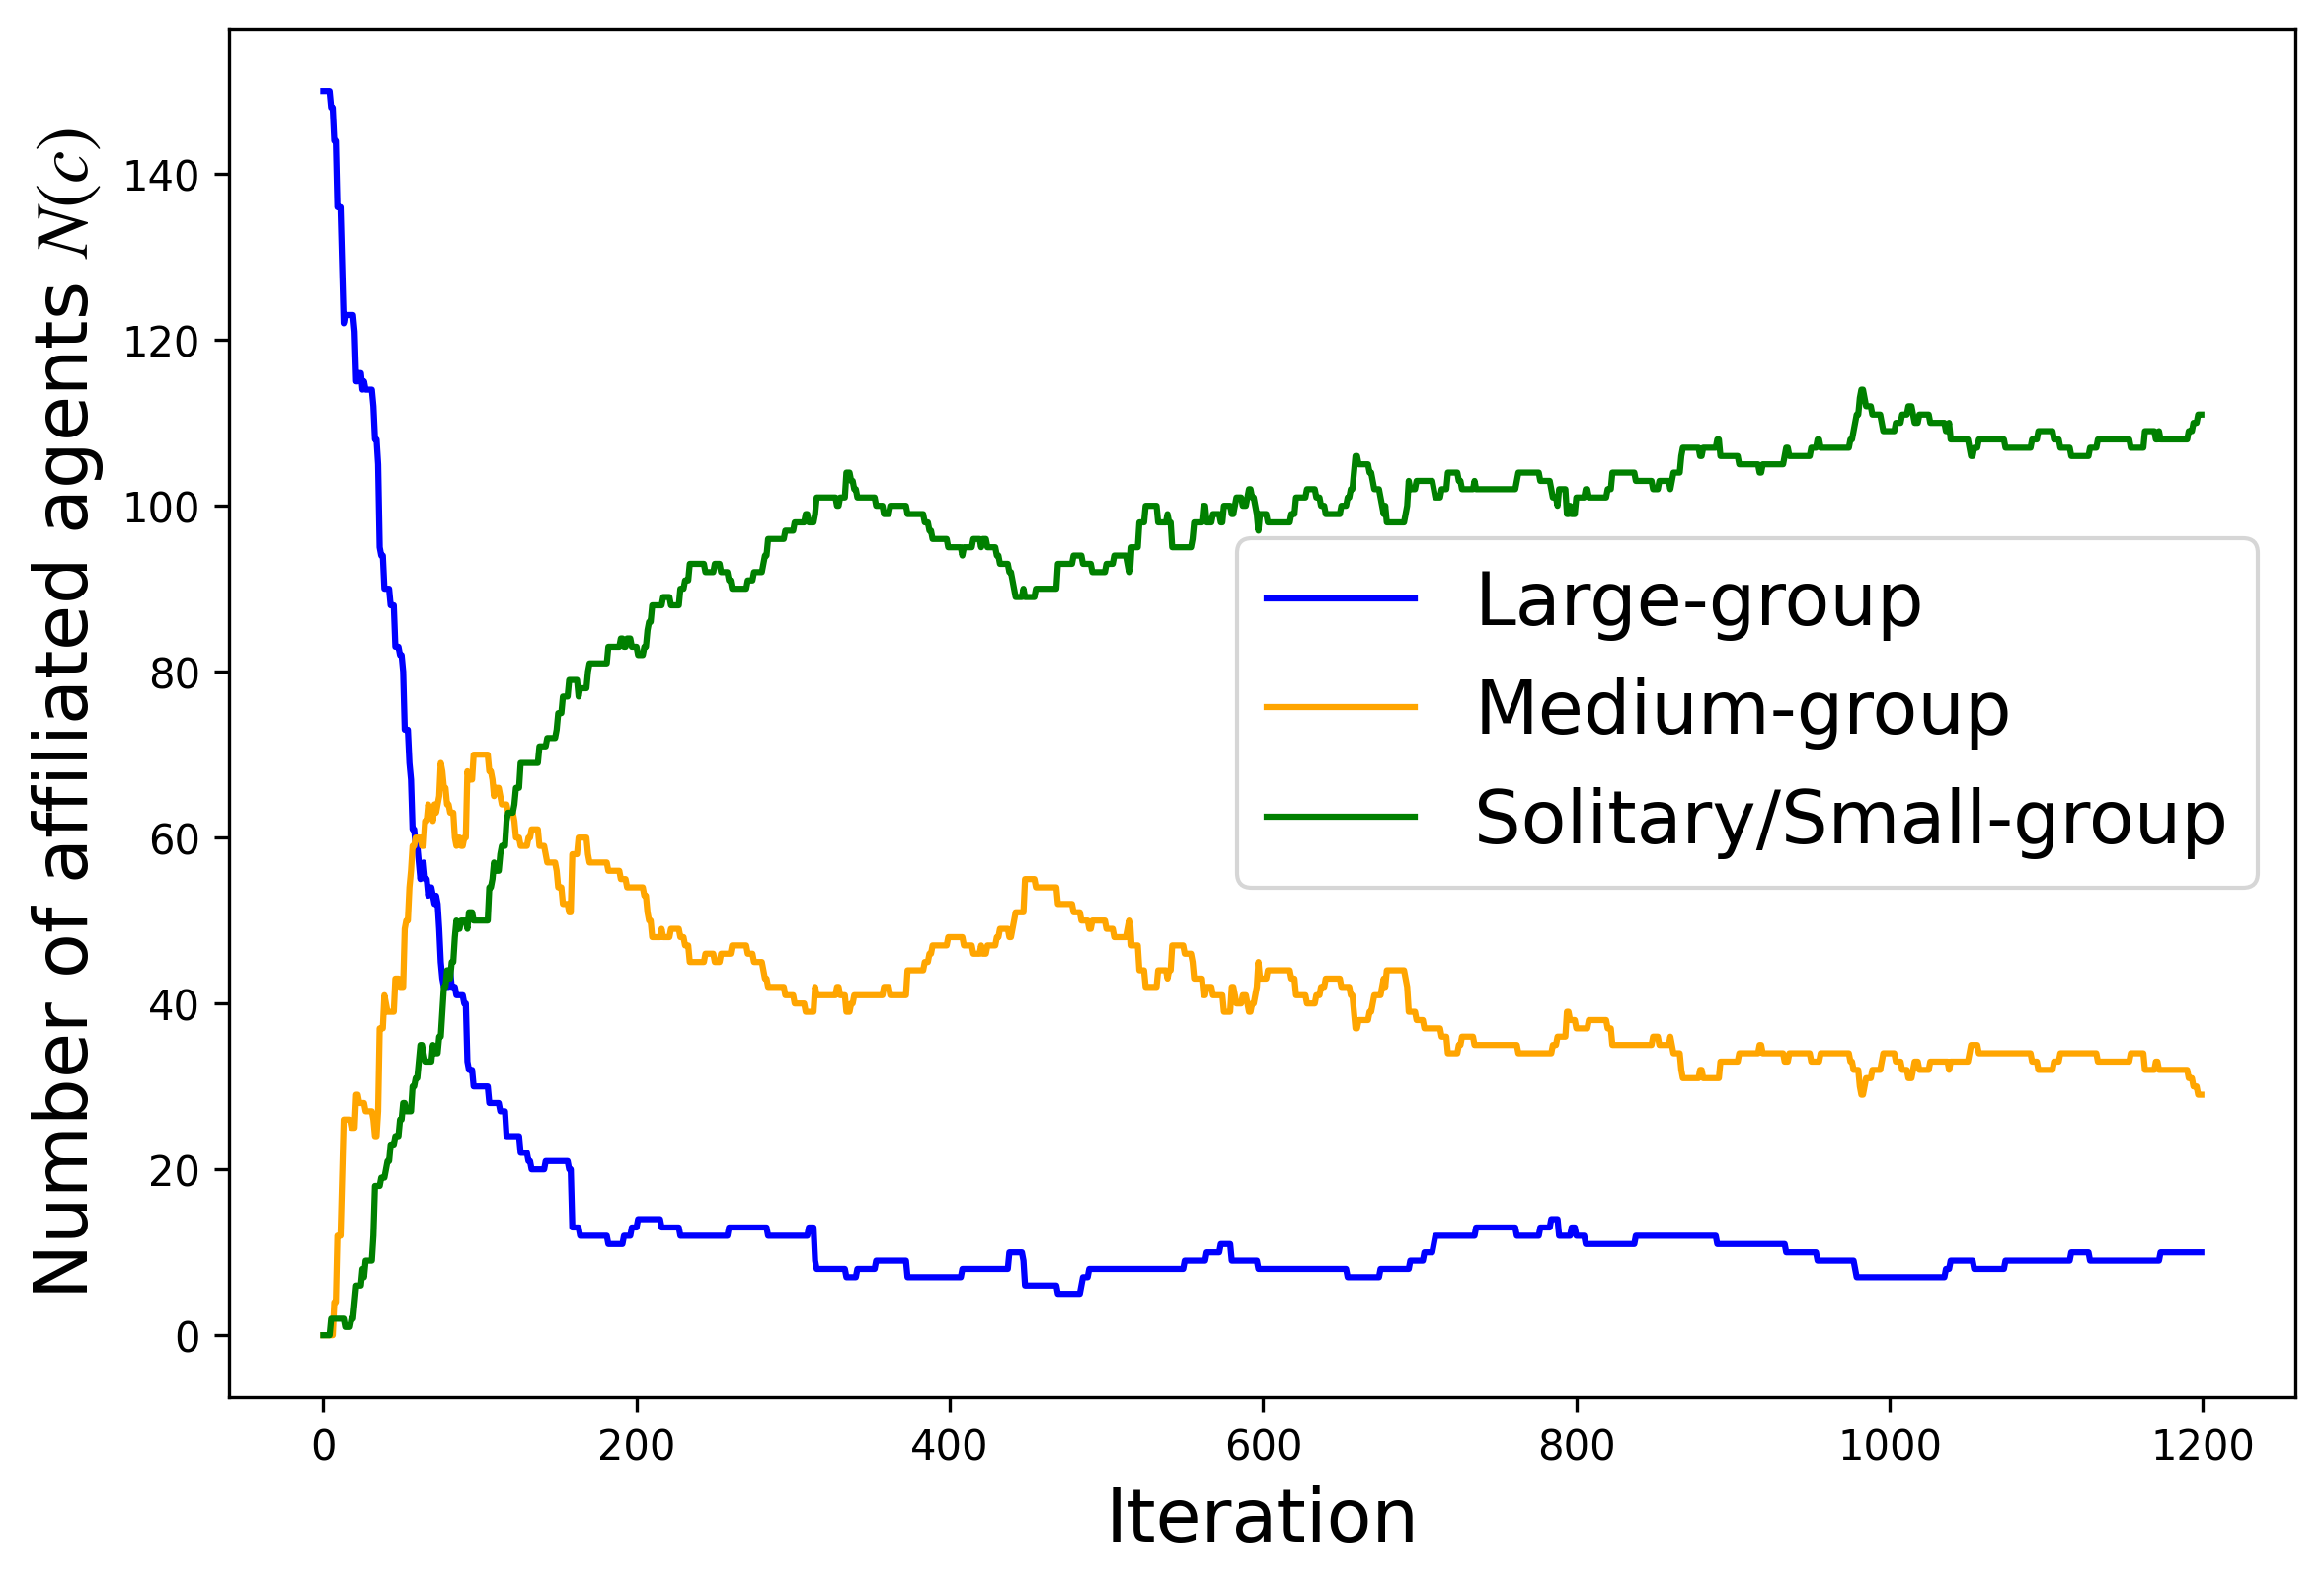 Number of affiliated agents N(c)
140
120
100
80
60
40
20
0
Large-group
Medium-group
Solitary/Small-group
0 200 400 600 800 1000 1200
Iteration